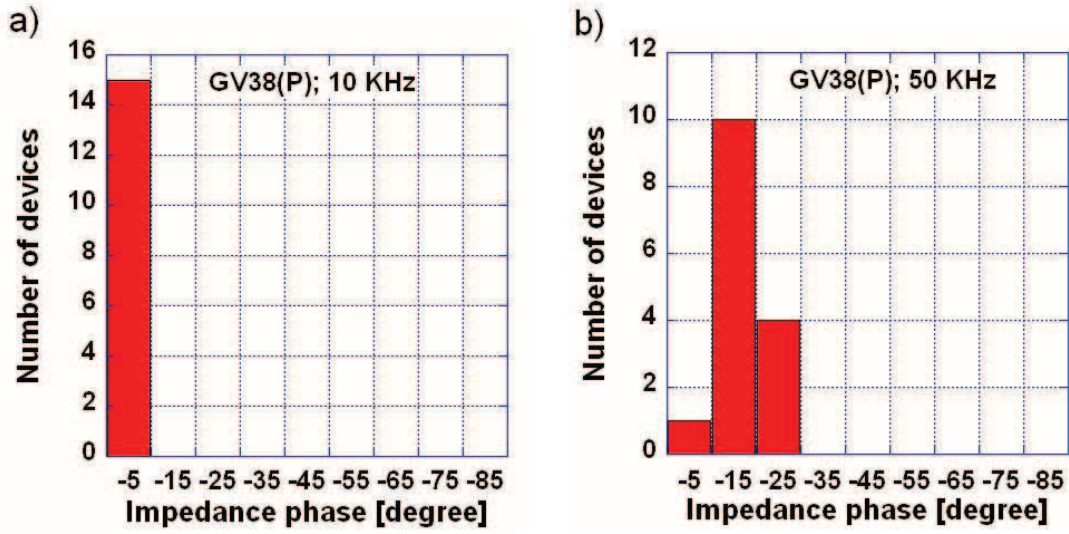 a)
GV38(P); 10 KHz
Number of devices
16
14
12
10
8
6
4
2
0
-5 -15 -25 -35 -45 -55 -65 -75 -85
Impedance phase [degree]
b)
GV38(P); 50 KHz
Number of devices
12
10
8
6
4
2
0
-5 -15 -25 -35 -45 -55 -65 -75 -85
Impedance phase [degree]